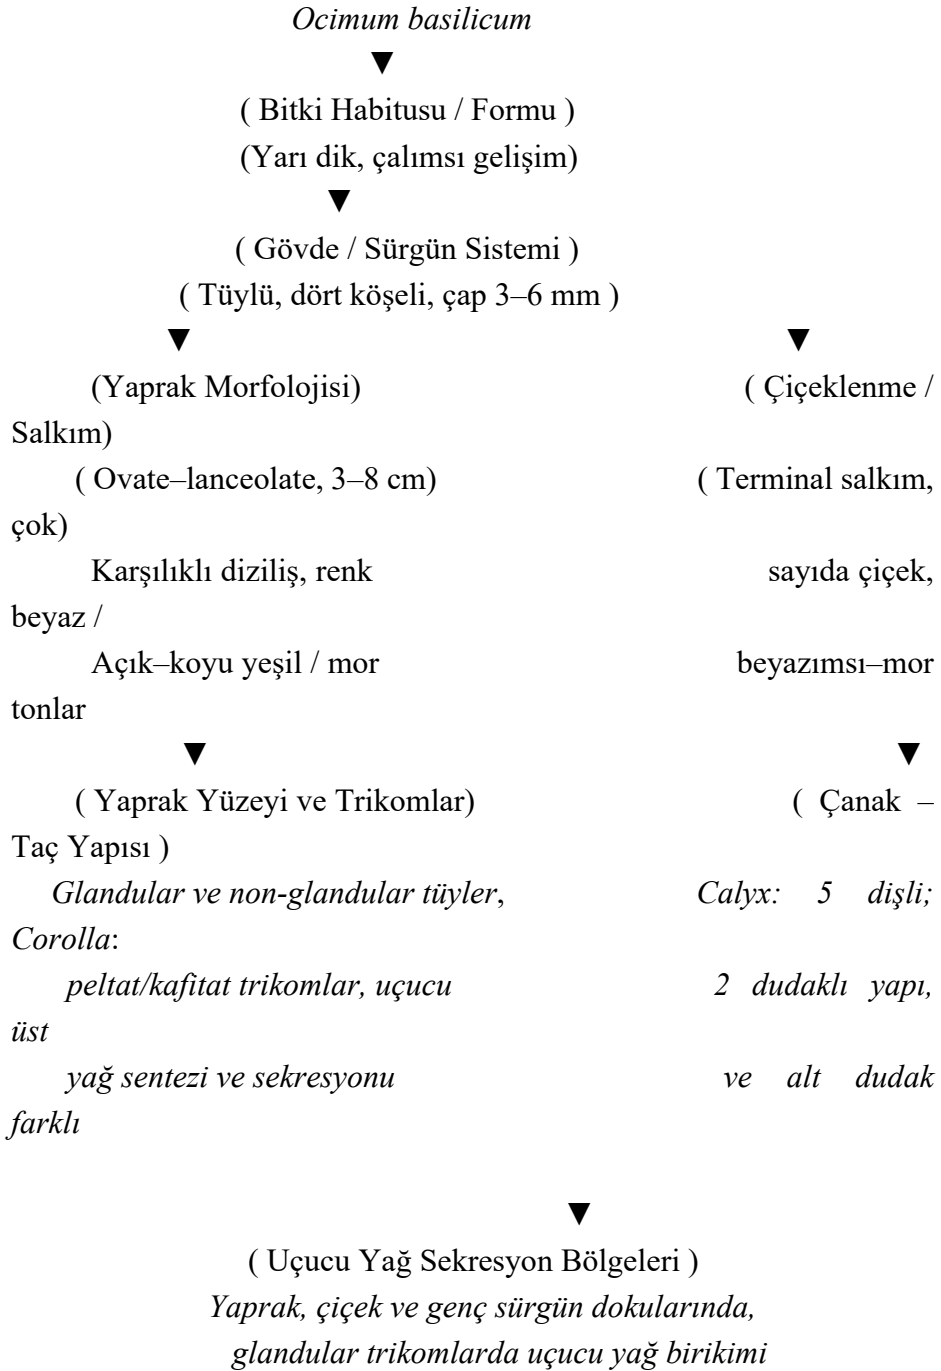 Ocimum basilicum
▼
( Bitki Habitusu / Formu )
(Yarı dik, çalımsı gelişim)
▼
( Gövde / Sürgün Sistemi )
( Tüylü, dört köşeli, çap 3–6 mm )
▼ ▼
(Yaprak Morfolojisi) ( Çiçeklenme /
Salkım)
( Ovate–lanceolate, 3–8 cm) ( Terminal salkım,
çok)
Karşılıklı diziliş, renk sayıda çiçek,
beyaz /
Açık–koyu yeşil / mor beyazımsı–mor
tonlar
▼ ▼
( Yaprak Yüzeyi ve Trikomlar) ( Çanak –
Taç Yapısı )
Glandular ve non-glandular tüyler, Calyx: 5 dişli;
Corolla:
peltat/kafitat trikomlar, uçucu 2 dudaklı yapı,
üst
yağ sentezi ve sekresyonu ve alt dudak
farklı
▼
( Uçucu Yağ Sekresyon Bölgeleri )
Yaprak, çiçek ve genç sürgün dokularında,
glandular trikomlarda uçucu yağ birikimi